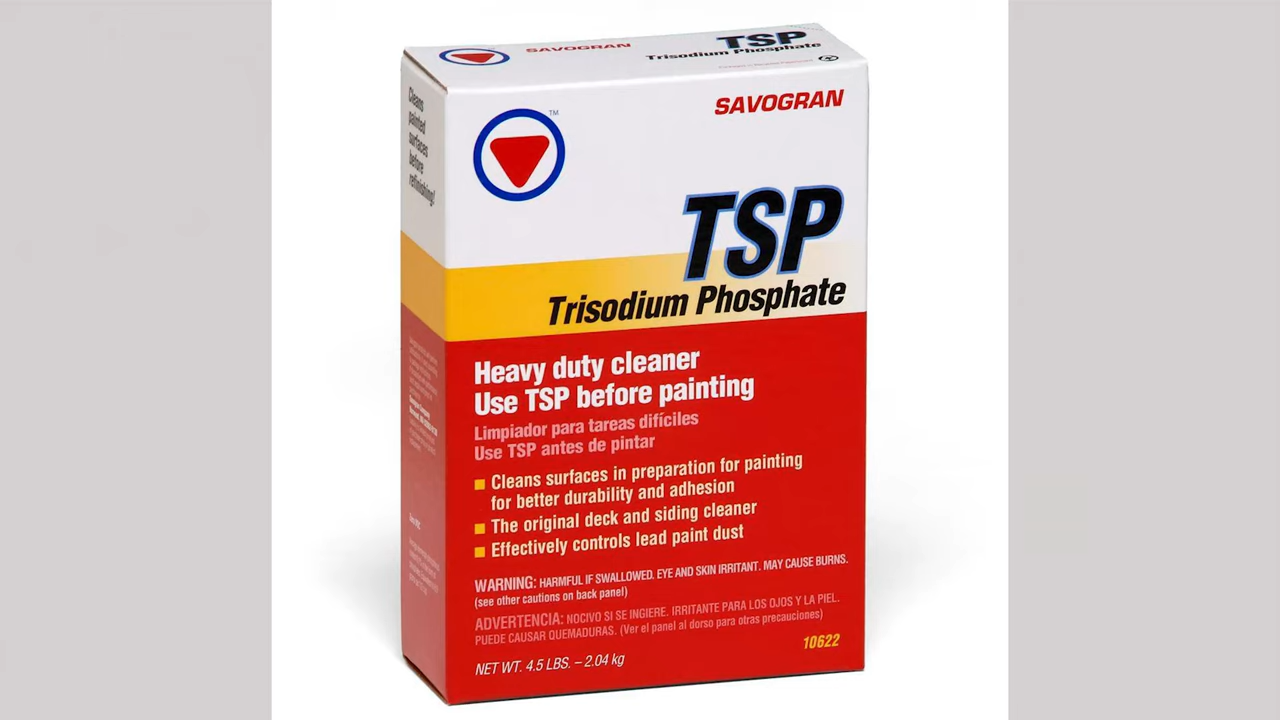 SAVOGRAN
TSP
Trisodium Phosphate
Cleans
painted
surfaces
before
refinishing!
TM
SAVOGRAN
TSP
Trisodium Phosphate
Heavy duty cleaner
Use TSP before painting
Limpiador para tareas difíciles
Use TSP antes de pintar
Cleans surfaces in preparation for painting
for better durability and adhesion
The original deck and siding cleaner
Effectively controls lead paint dust
WARNING: HARMFUL IF SWALLOWED. EYE AND SKIN IRRITANT. MAY CAUSE BURNS.
(see other cautions on back panel)
ADVERTENCIA: NOCIVO SI SE INGIERE. IRRITANTE PARA LOS OJOS Y LA PIEL.
PUEDE CAUSAR QUEMADURAS. (Ver el panel al dorso para otras precauciones)
10622
NET WT. 4.5 LBS. – 2.04 kg